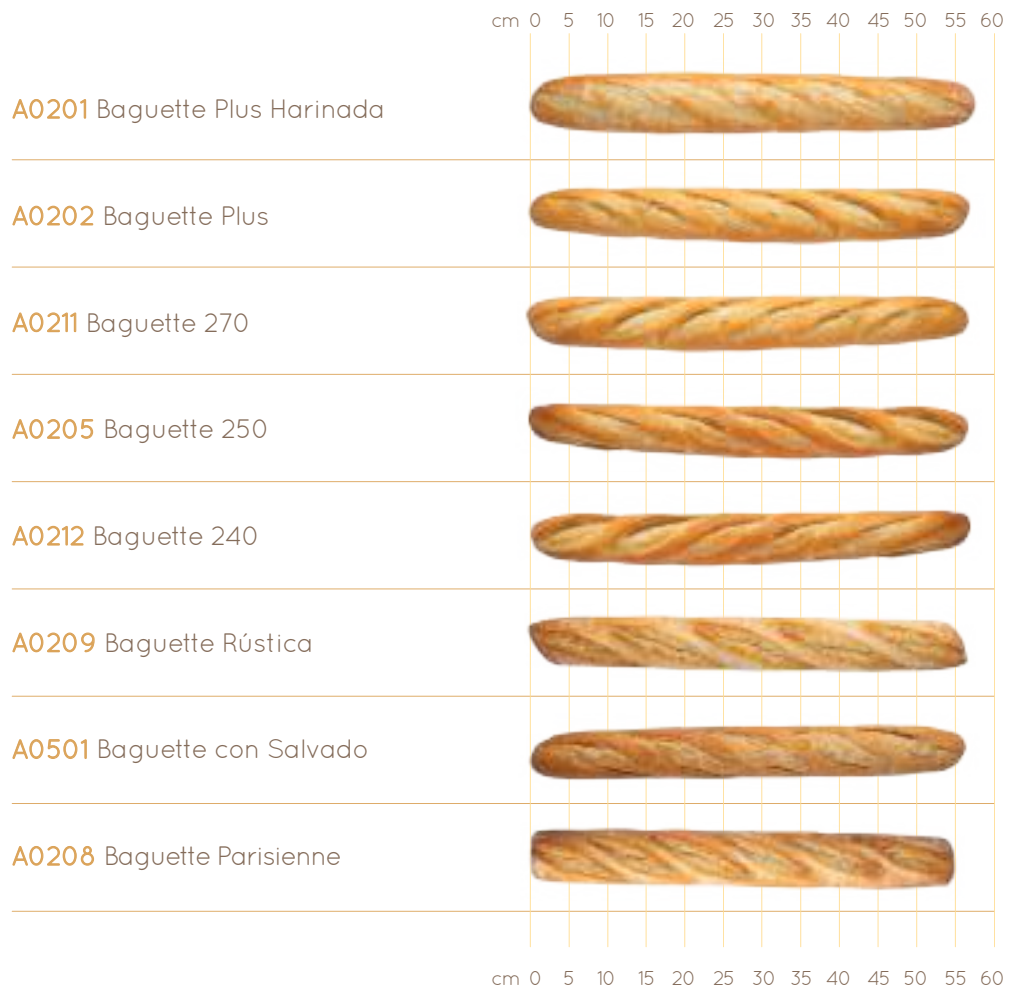 cm 0 5 10 15 20 25 30 35 40 45 50 55 60
A0201 Baguette Plus Harinada
A0202 Baguette Plus
A0211 Baguette 270
A0205 Baguette 250
A0212 Baguette 240
A0209 Baguette Rústica
A0501 Baguette con Salvado
A0208 Baguette Parisienne
cm 0 5 10 15 20 25 30 35 40 45 50 55 60